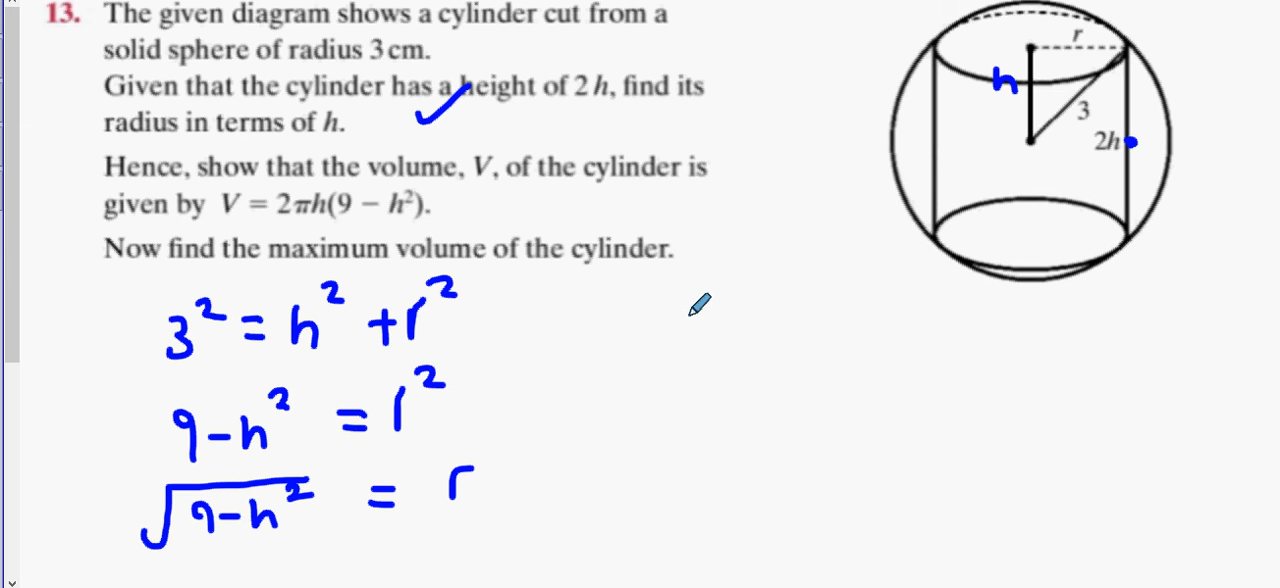 13. The given diagram shows a cylinder cut from a
solid sphere of radius 3 cm.
Given that the cylinder has a height of 2h, find its
radius in terms of h.
Hence, show that the volume, V, of the cylinder is
given by V = 2πh(9 − h²).
Now find the maximum volume of the cylinder.
r
h
3
2h
3² = h² + r²
9 − h² = r²
√(9 − h²) = r